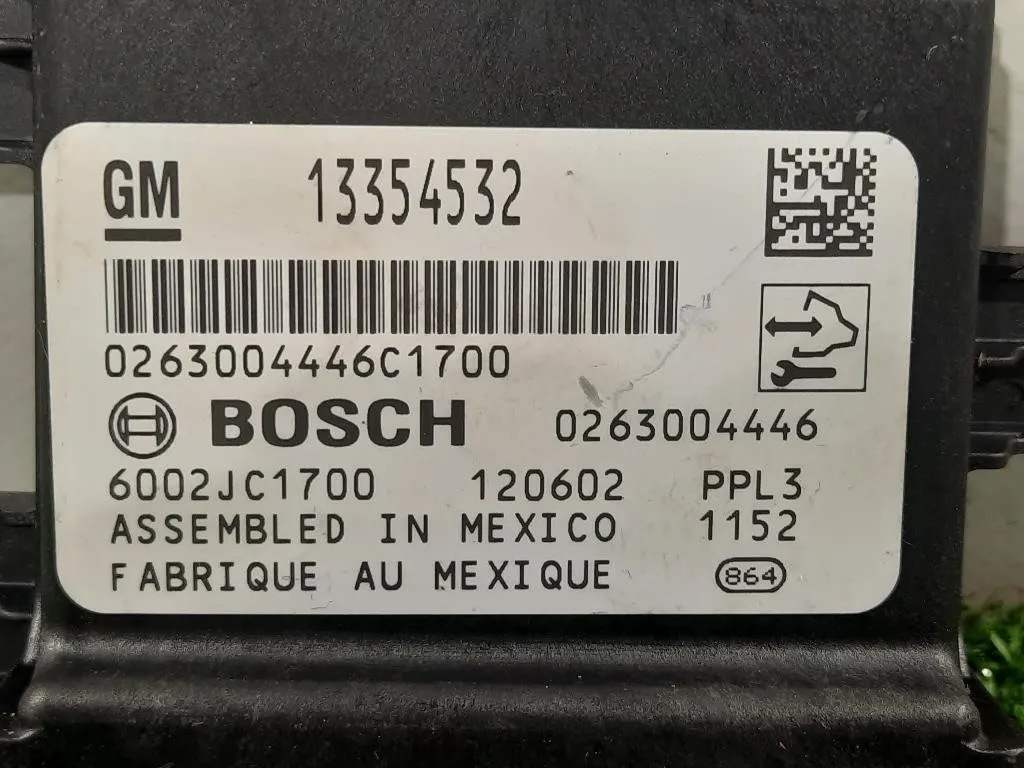 GM 13354532
0263004446C1700
BOSCH 0263004446
6002JC1700 120602 PPL3
ASSEMBLED IN MEXICO 1152
FABRIQUE AU MEXIQUE 864